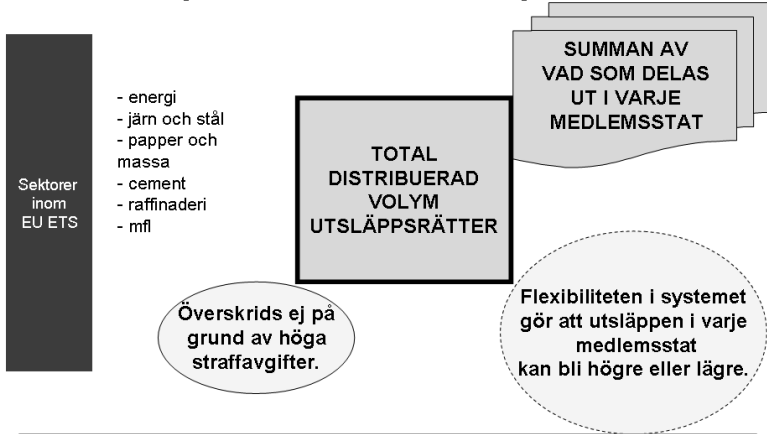 Sektorer
inom
EU ETS
- energi
- järn och stål
- papper och
massa
- cement
- raffinaderi
- mfl
TOTAL
DISTRIBUERAD
VOLYM
UTSLÄPPSRÄTTER
SUMMAN AV
VAD SOM DELAS
UT I VARJE
MEDLEMSSTAT
Överskrids ej på
grund av höga
straffavgifter.
Flexibiliteten i systemet
gör att utsläppen i varje
medlemsstat
kan bli högre eller lägre.